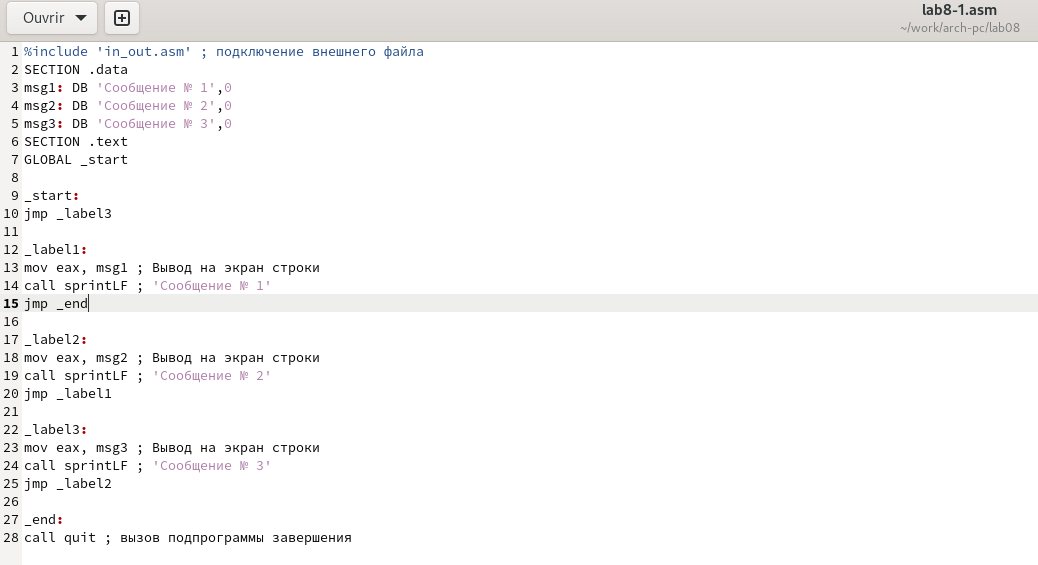 Ouvrir
lab8-1.asm
~/work/arch-pc/lab08
1 %include 'in_out.asm' ; подключение внешнего файла
2 SECTION .data
3 msg1: DB 'Сообщение № 1',0
4 msg2: DB 'Сообщение № 2',0
5 msg3: DB 'Сообщение № 3',0
6 SECTION .text
7 GLOBAL _start
8
9 _start:
10 jmp _label3
11
12 _label1:
13 mov eax, msg1 ; Вывод на экран строки
14 call sprintLF ; 'Сообщение № 1'
15 jmp _end
16
17 _label2:
18 mov eax, msg2 ; Вывод на экран строки
19 call sprintLF ; 'Сообщение № 2'
20 jmp _label1
21
22 _label3:
23 mov eax, msg3 ; Вывод на экран строки
24 call sprintLF ; 'Сообщение № 3'
25 jmp _label2
26
27 _end:
28 call quit ; вызов подпрограммы завершения